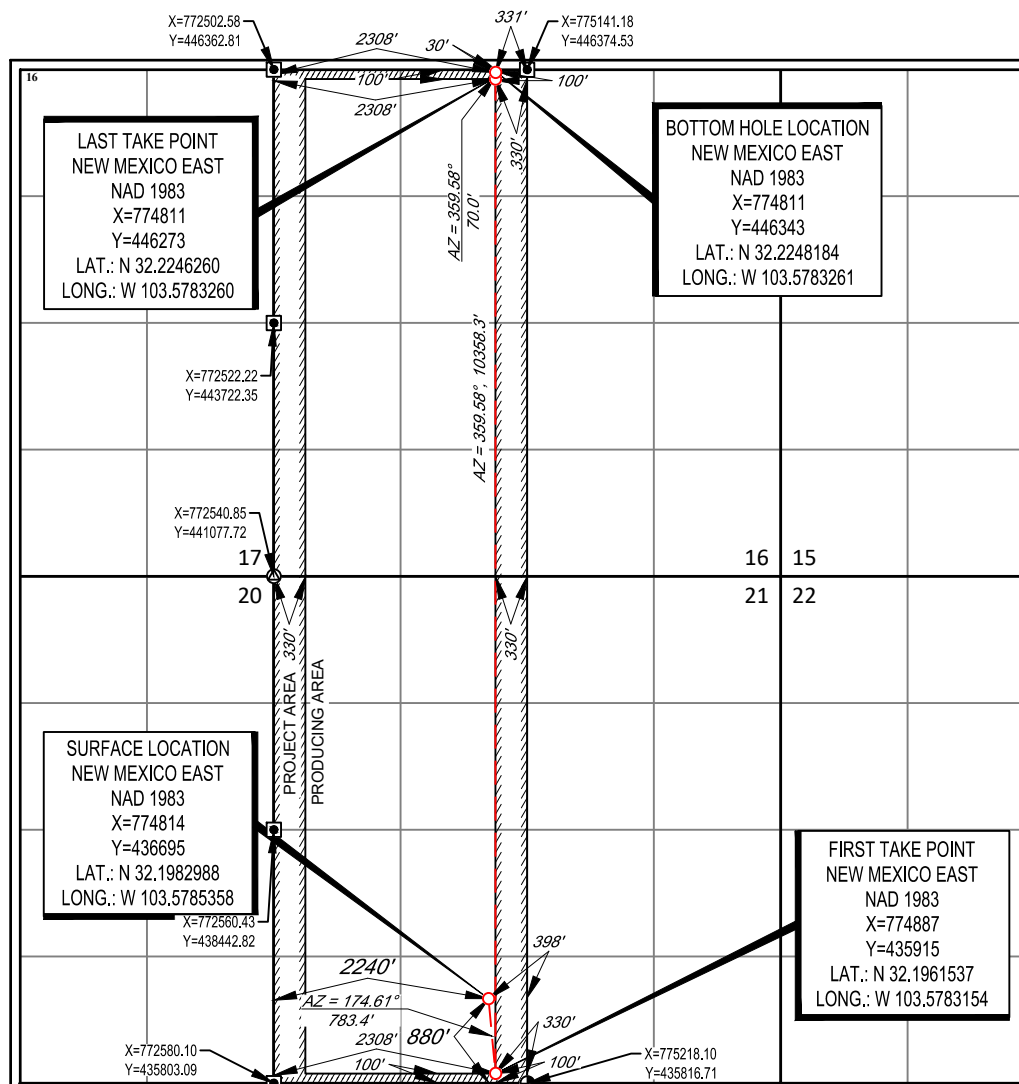 X=772502.58
Y=446362.81
2308'
30'
331'
X=775141.18
Y=446374.53
16
100'
100'
2308'
330'
LAST TAKE POINT
NEW MEXICO EAST
NAD 1983
X=774811
Y=446273
LAT.: N 32.2246260
LONG.: W 103.5783260
AZ = 359.58°
70.0'
BOTTOM HOLE LOCATION
NEW MEXICO EAST
NAD 1983
X=774811
Y=446343
LAT.: N 32.2248184
LONG.: W 103.5783261
X=772522.22
Y=443722.35
AZ = 359.58°, 10358.3'
X=772540.85
Y=441077.72
17
16
15
20
21
22
330'
330'
PROJECT AREA
PRODUCING AREA
SURFACE LOCATION
NEW MEXICO EAST
NAD 1983
X=774814
Y=436695
LAT.: N 32.1982988
LONG.: W 103.5785358
X=772560.43
Y=438442.82
FIRST TAKE POINT
NEW MEXICO EAST
NAD 1983
X=774887
Y=435915
LAT.: N 32.1961537
LONG.: W 103.5783154
2240'
398'
AZ = 174.61°
783.4'
880'
330'
2308'
100'
100'
X=772580.10
Y=435803.09
X=775218.10
Y=435816.71